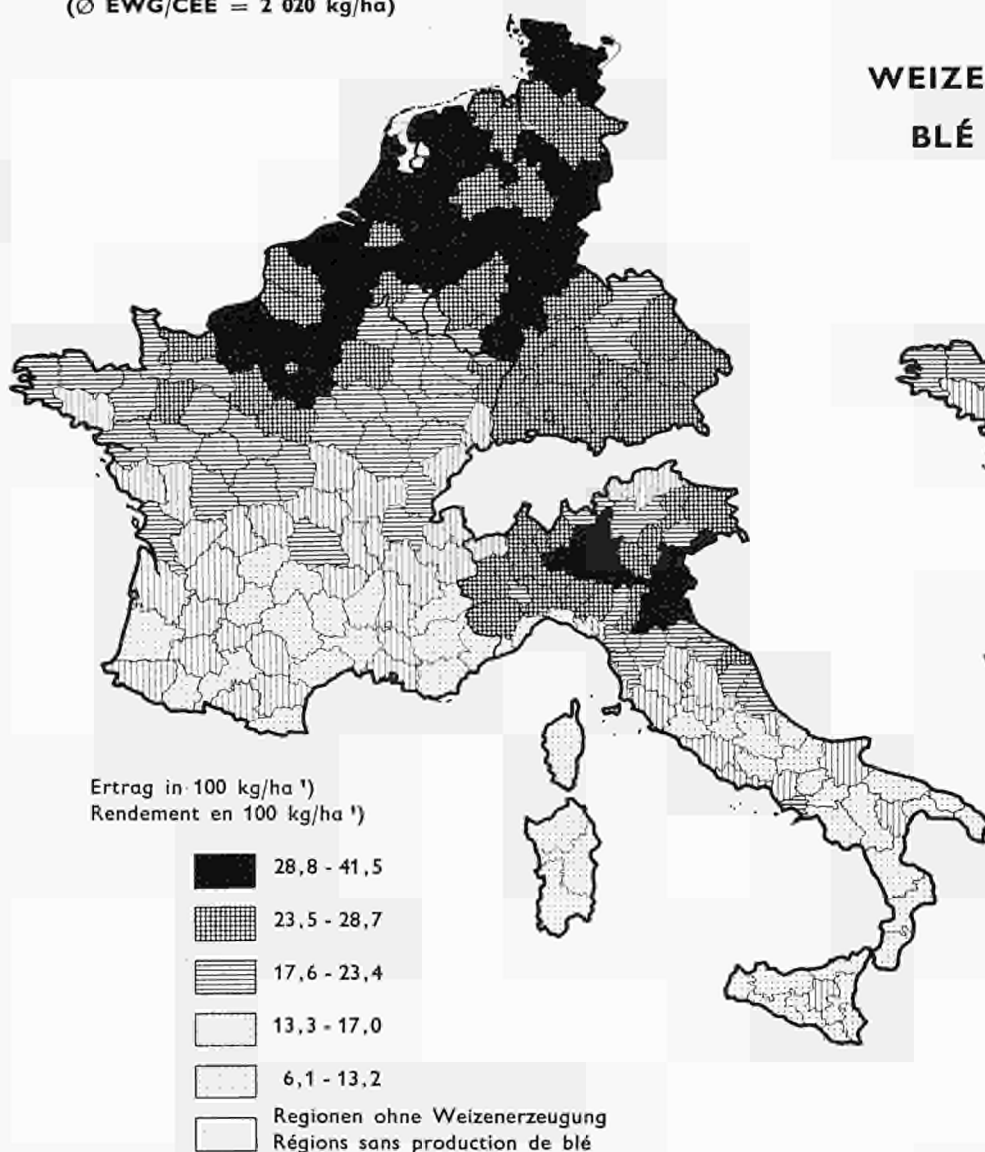 (Ø EWG/CEE = 2 020 kg/ha)
WEIZE
BLÉ
Ertrag in 100 kg/ha ¹)
Rendement en 100 kg/ha ¹)
28,8 - 41,5
23,5 - 28,7
17,6 - 23,4
13,3 - 17,0
6,1 - 13,2
Regionen ohne Weizenerzeugung
Régions sans production de blé